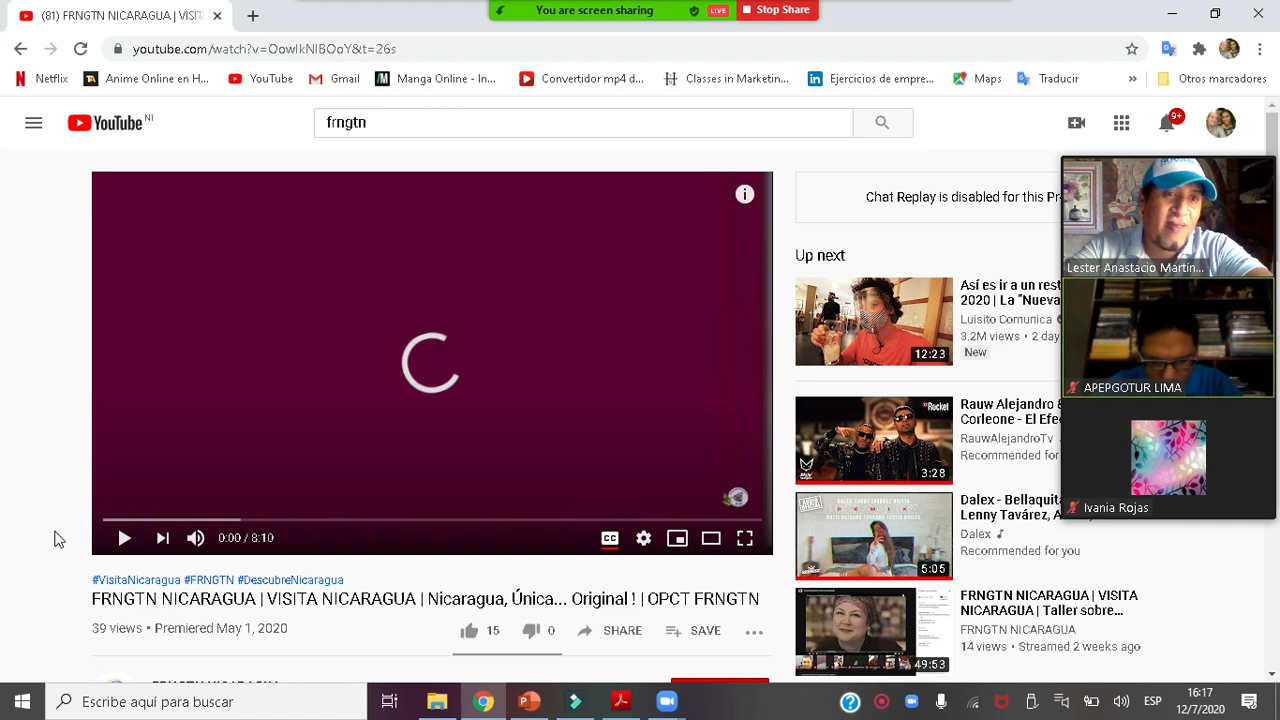 (81) FRNGTN NICARAGUA | VISIT
You are screen sharing
LIVE
Stop Share
youtube.com/watch?v=OowIkNIBOoY&t=26s
Netflix
Anime Online en H...
YouTube
Gmail
Manga Online - In...
Convertidor mp4 d...
Classes in Marketin...
Ejercicios de empre...
Maps
Traducir
»
Otros marcadores
YouTube NI
frngtn
9+
Chat Replay is disabled for this Pr
Up next
Así es ir a un rest
2020 | La "Nueva
Luisito Comunica
3.2M views • 2 day
New
12:23
Rauw Alejandro &
Corleone - El Efe
RauwAlejandroTv
Recommended for
3:28
Dalex - Bellaquita
Lenny Tavárez, A
Dalex
Recommended for you
5:05
FRNGTN NICARAGUA | VISITA
NICARAGUA | Taller sobre...
FRNGTN NICARAGUA
14 views • Streamed 2 weeks ago
49:53
Lester Anastacio Martín...
APEPGOTUR LIMA
Ivania Rojas
0:00 / 8:10
CC
#VisitaNicaragua #FRNGTN #DescubreNicaragua
FRNGTN NICARAGUA | VISITA NICARAGUA | Nicaragua, Única... Original ! | OPCT FRNGTN
39 views • Premiered May 1, 2020
15
0
SHARE
SAVE
FRNGTN NICARAGUA
Escribe aquí para buscar
ESP
16:17
12/7/2020